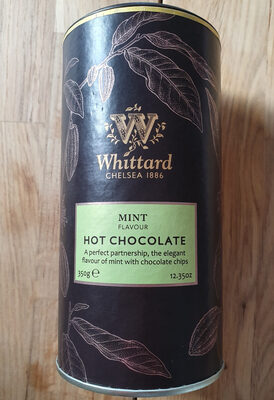 W
Whittard
CHELSEA 1886
MINT
FLAVOUR
HOT CHOCOLATE
A perfect partnership, the elegant
flavour of mint with chocolate chips
350g ℮ 12.35oz